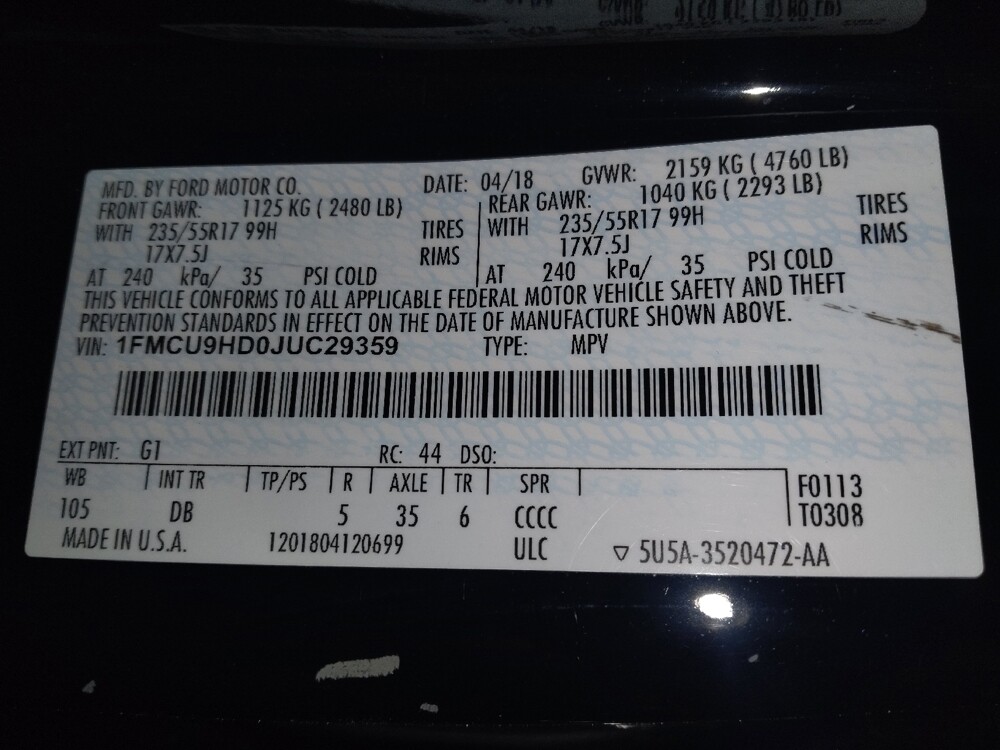 MFD. BY FORD MOTOR CO. DATE: 04/18 GVWR: 2159 KG ( 4760 LB)
FRONT GAWR: 1125 KG ( 2480 LB) REAR GAWR: 1040 KG ( 2293 LB)
WITH 235/55R17 99H TIRES WITH 235/55R17 99H TIRES
17X7.5J RIMS 17X7.5J RIMS
AT 240 kPa/ 35 PSI COLD AT 240 kPa/ 35 PSI COLD
THIS VEHICLE CONFORMS TO ALL APPLICABLE FEDERAL MOTOR VEHICLE SAFETY AND THEFT
PREVENTION STANDARDS IN EFFECT ON THE DATE OF MANUFACTURE SHOWN ABOVE.
VIN: 1FMCU9HD0JUC29359 TYPE: MPV
EXT PNT: G1 RC: 44 DSO:
WB INT TR TP/PS R AXLE TR SPR F0113
105 DB 5 35 6 CCCC T0308
MADE IN U.S.A. 1201804120699 ULC ▽ 5U5A-3520472-AA